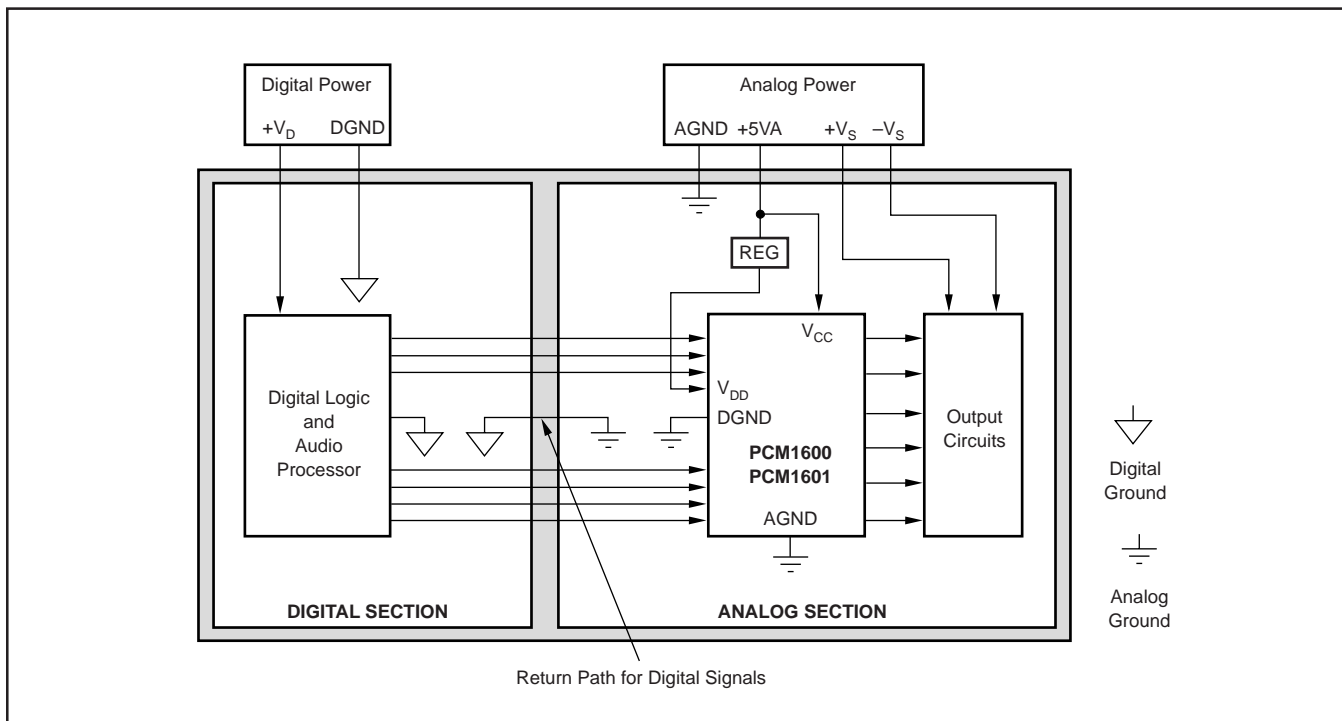 Digital Power
+VD DGND
Analog Power
AGND +5VA +VS –VS
REG
VCC
VDD
DGND
PCM1600
PCM1601
AGND
Digital Logic
and
Audio
Processor
Output
Circuits
DIGITAL SECTION
ANALOG SECTION
Digital
Ground
Analog
Ground
Return Path for Digital Signals